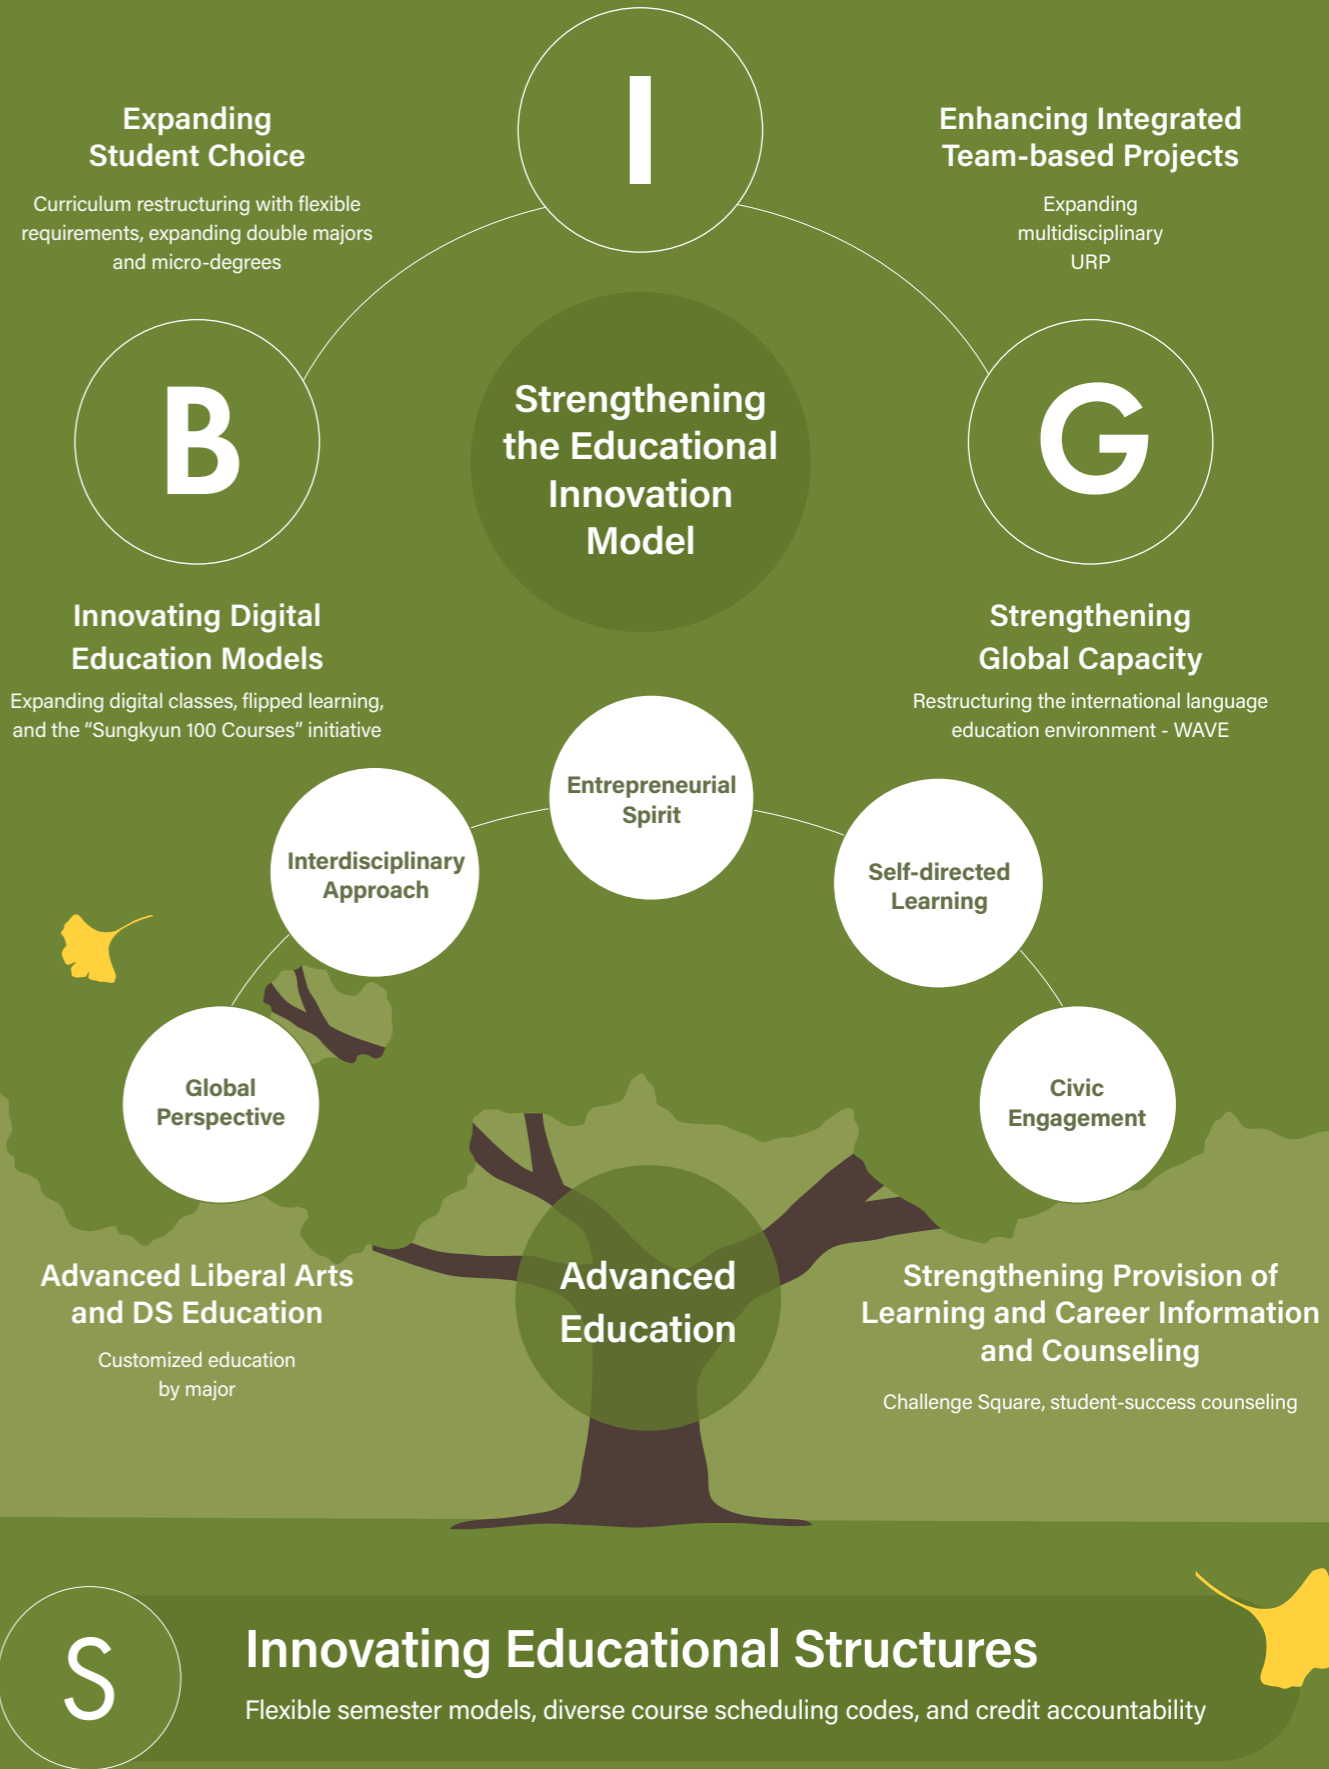 I
Expanding
Student Choice
Curriculum restructuring with flexible
requirements, expanding double majors
and micro-degrees
Enhancing Integrated
Team-based Projects
Expanding
multidisciplinary
URP
B
Strengthening
the Educational
Innovation
Model
G
Innovating Digital
Education Models
Expanding digital classes, flipped learning,
and the “Sungkyun 100 Courses” initiative
Strengthening
Global Capacity
Restructuring the international language
education environment - WAVE
Entrepreneurial
Spirit
Interdisciplinary
Approach
Self-directed
Learning
Global
Perspective
Civic
Engagement
Advanced Liberal Arts
and DS Education
Customized education
by major
Advanced
Education
Strengthening Provision of
Learning and Career Information
and Counseling
Challenge Square, student-success counseling
S
Innovating Educational Structures
Flexible semester models, diverse course scheduling codes, and credit accountability